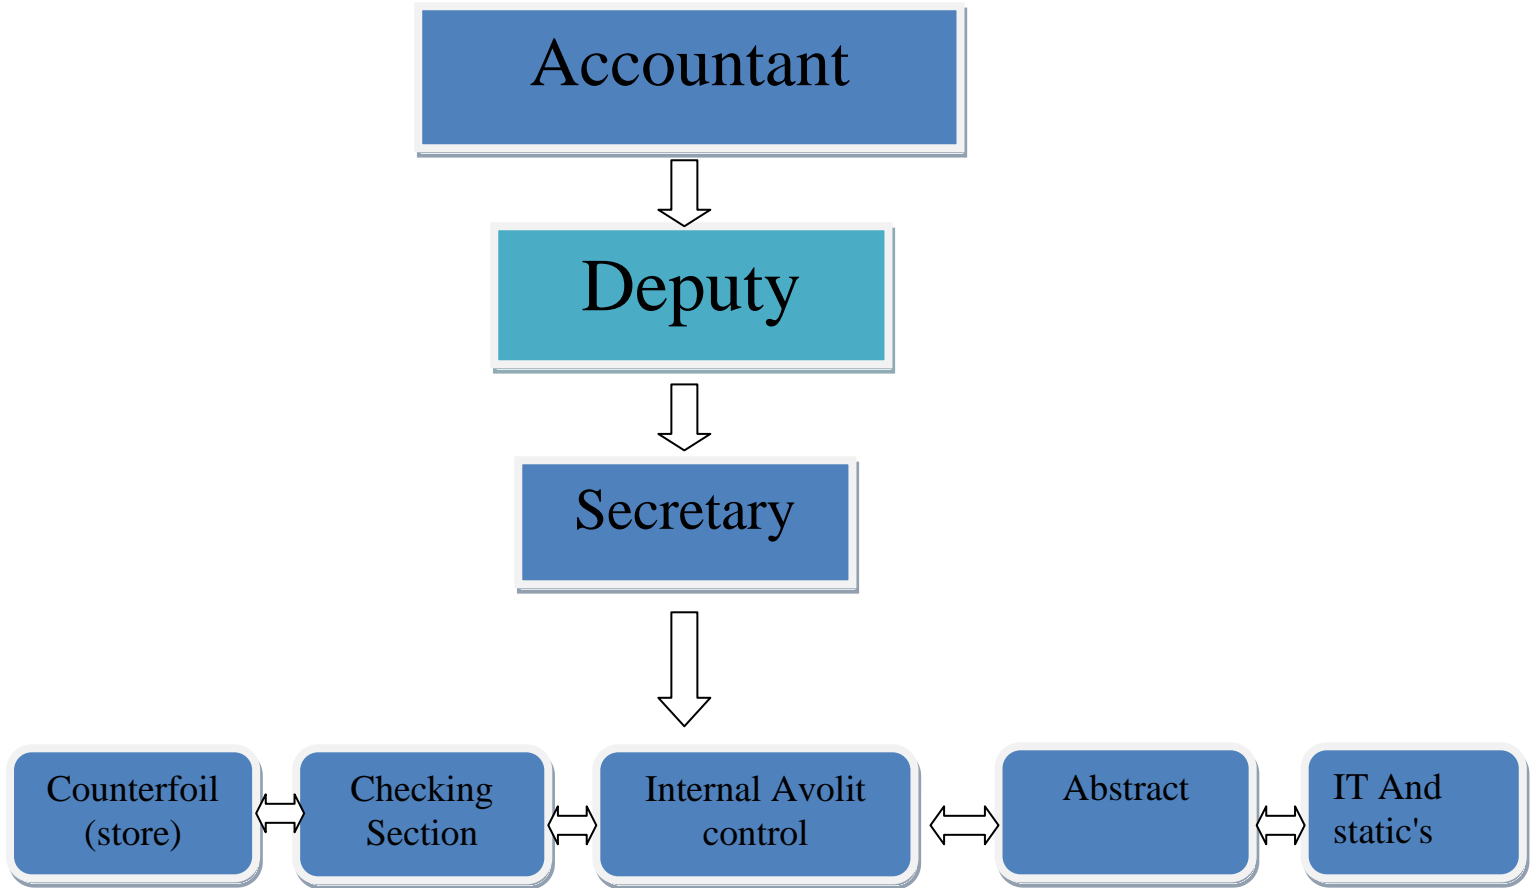 Accountant
Deputy
Secretary
Counterfoil
(store)
Checking
Section
Internal Avolit
control
Abstract
IT And
static's